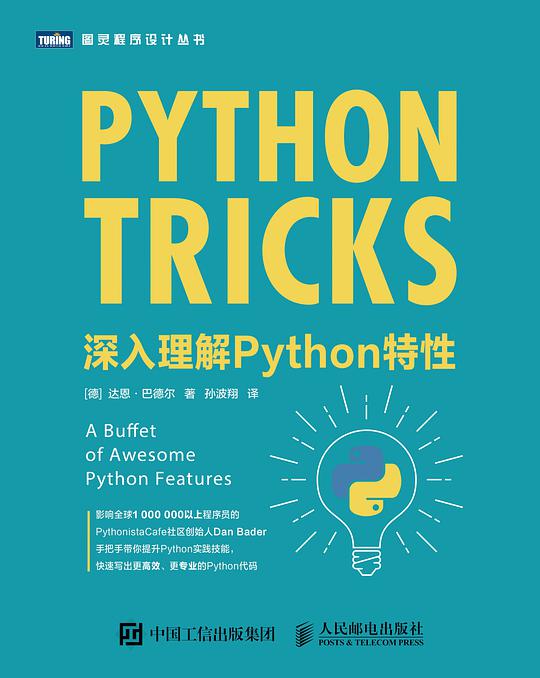 TURING 图灵程序设计丛书
PYTHON
TRICKS
深入理解Python特性
[德] 达恩·巴德尔 著 孙波翔 译
A Buffet
of Awesome
Python Features
影响全球1 000 000以上程序员的
PythonistaCafe社区创始人Dan Bader
手把手带你提升Python实践技能，
快速写出更高效、更专业的Python代码
中国工信出版集团
人民邮电出版社
POSTS & TELECOM PRESS